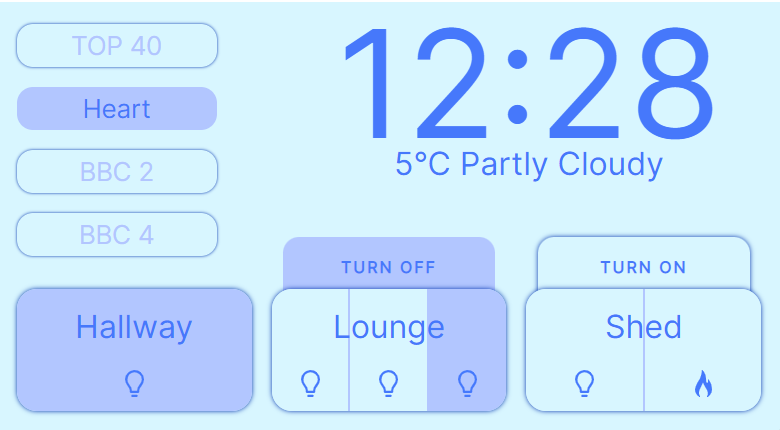 TOP 40
Heart
BBC 2
BBC 4
12:28
5°C Partly Cloudy
TURN OFF
TURN ON
Hallway
Lounge
Shed